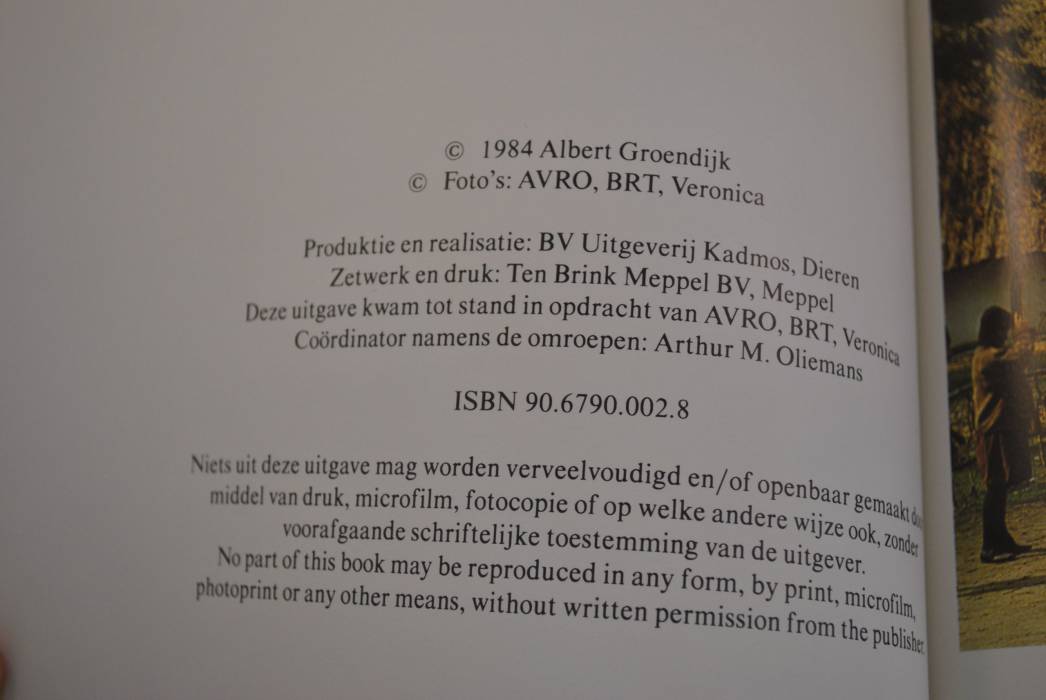 © 1984 Albert Groendijk
© Foto's: AVRO, BRT, Veronica
Produktie en realisatie: BV Uitgeverij Kadmos, Dieren
Zetwerk en druk: Ten Brink Meppel BV, Meppel
Deze uitgave kwam tot stand in opdracht van AVRO, BRT, Veronica
Coördinator namens de omroepen: Arthur M. Oliemans
ISBN 90.6790.002.8
Niets uit deze uitgave mag worden verveelvoudigd en/of openbaar gemaakt
middel van druk, microfilm, fotocopie of op welke andere wijze ook, zonder
voorafgaande schriftelijke toestemming van de uitgever.
No part of this book may be reproduced in any form, by print, microfilm,
photoprint or any other means, without written permission from the publisher.